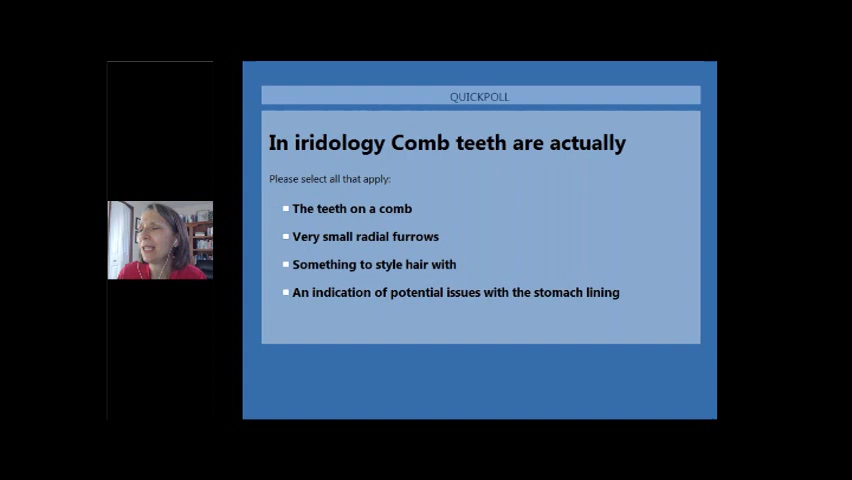 QUICKPOLL
In iridology Comb teeth are actually
Please select all that apply:
The teeth on a comb
Very small radial furrows
Something to style hair with
An indication of potential issues with the stomach lining